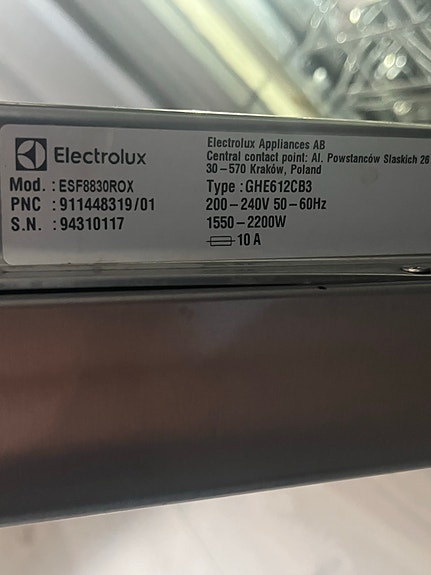 Electrolux
Mod. : ESF8830ROX
PNC : 911448319/01
S.N. : 94310117
Electrolux Appliances AB
Central contact point: Al. Powstanców Slaskich 26
30-570 Kraków, Poland
Type : GHE612CB3
200-240V 50-60Hz
1550-2200W
10 A